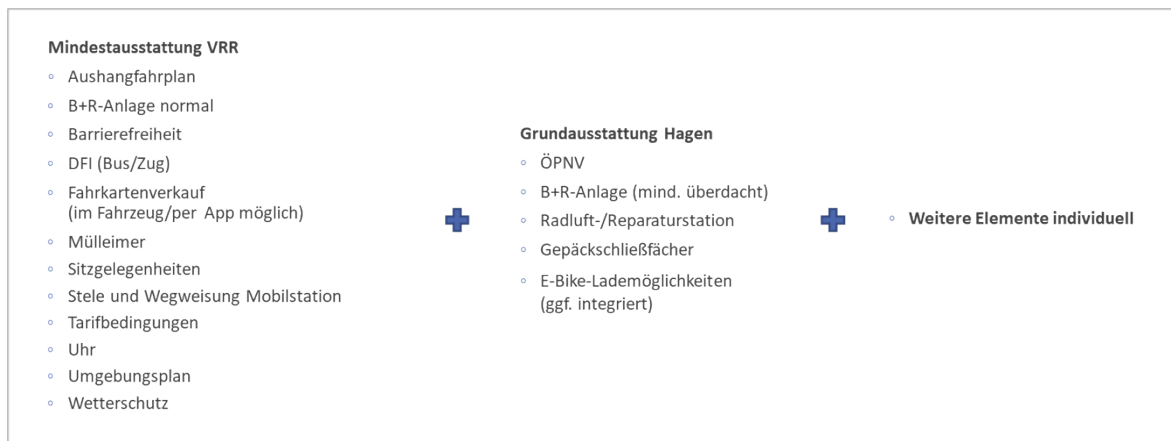 Mindestausstattung VRR
Aushangfahrplan
B+R-Anlage normal
Barrierefreiheit
DFI (Bus/Zug)
Fahrkartenverkauf
(im Fahrzeug/per App möglich)
Mülleimer
Sitzgelegenheiten
Stele und Wegweisung Mobilstation
Tarifbedingungen
Uhr
Umgebungsplan
Wetterschutz
Grundausstattung Hagen
ÖPNV
B+R-Anlage (mind. überdacht)
Radluft-/Reparaturstation
Gepäckschließfächer
E-Bike-Lademöglichkeiten
(ggf. integriert)
Weitere Elemente individuell